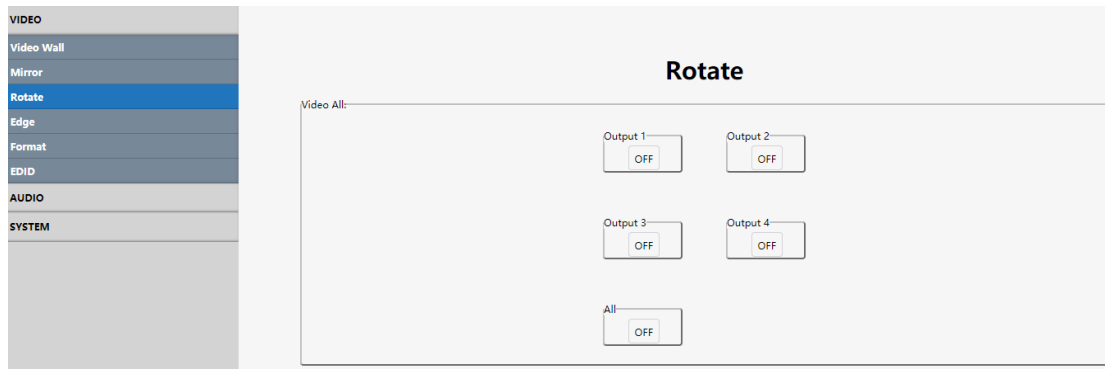 VIDEO
Video Wall
Mirror
Rotate
Edge
Format
EDID
AUDIO
SYSTEM
Rotate
Video All:
Output 1 Output 2
OFF OFF
Output 3 Output 4
OFF OFF
All
OFF